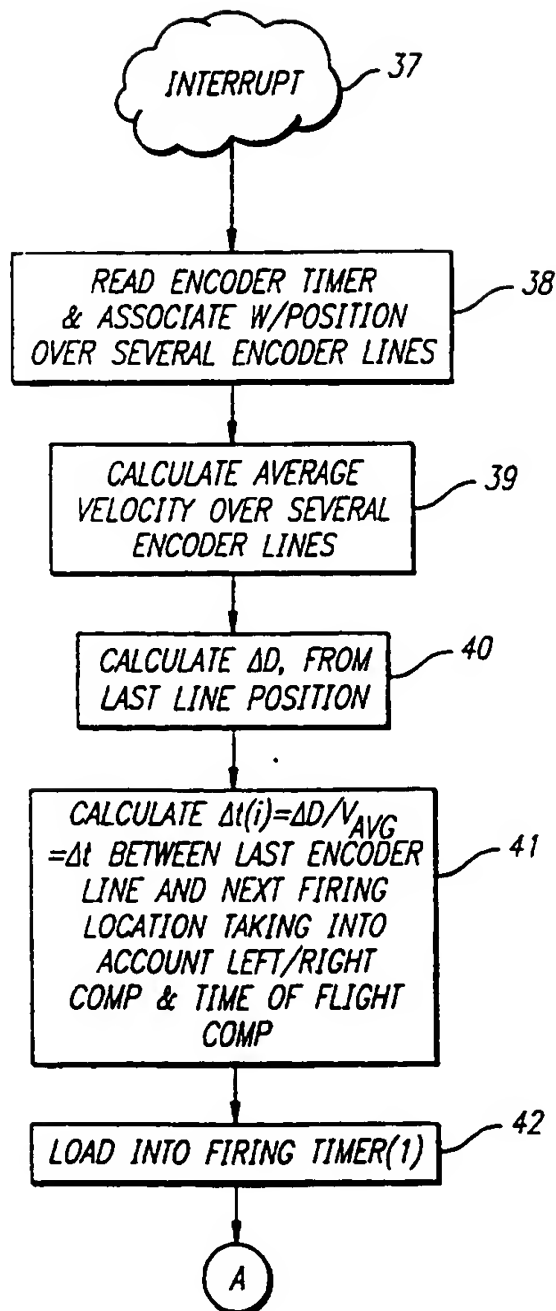 INTERRUPT
37
READ ENCODER TIMER
& ASSOCIATE W/POSITION
OVER SEVERAL ENCODER LINES
38
CALCULATE AVERAGE
VELOCITY OVER SEVERAL
ENCODER LINES
39
CALCULATE ΔD, FROM
LAST LINE POSITION
40
CALCULATE Δt(i)=ΔD/VAVG
=Δt BETWEEN LAST ENCODER
LINE AND NEXT FIRING
LOCATION TAKING INTO
ACCOUNT LEFT/RIGHT
COMP & TIME OF FLIGHT
COMP
41
LOAD INTO FIRING TIMER(1)
42
A